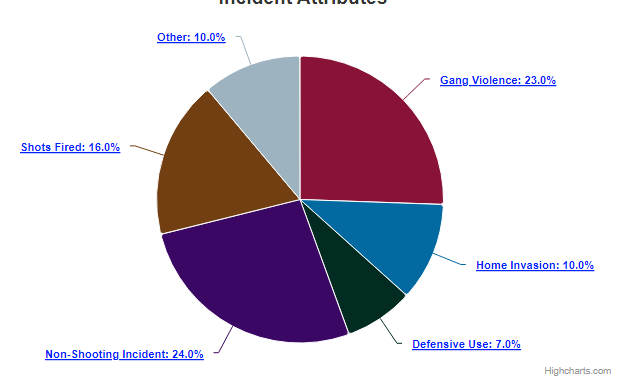 Incident Attributes
Other: 10.0%
Gang Violence: 23.0%
Shots Fired: 16.0%
Home Invasion: 10.0%
Defensive Use: 7.0%
Non-Shooting Incident: 24.0%
Highcharts.com